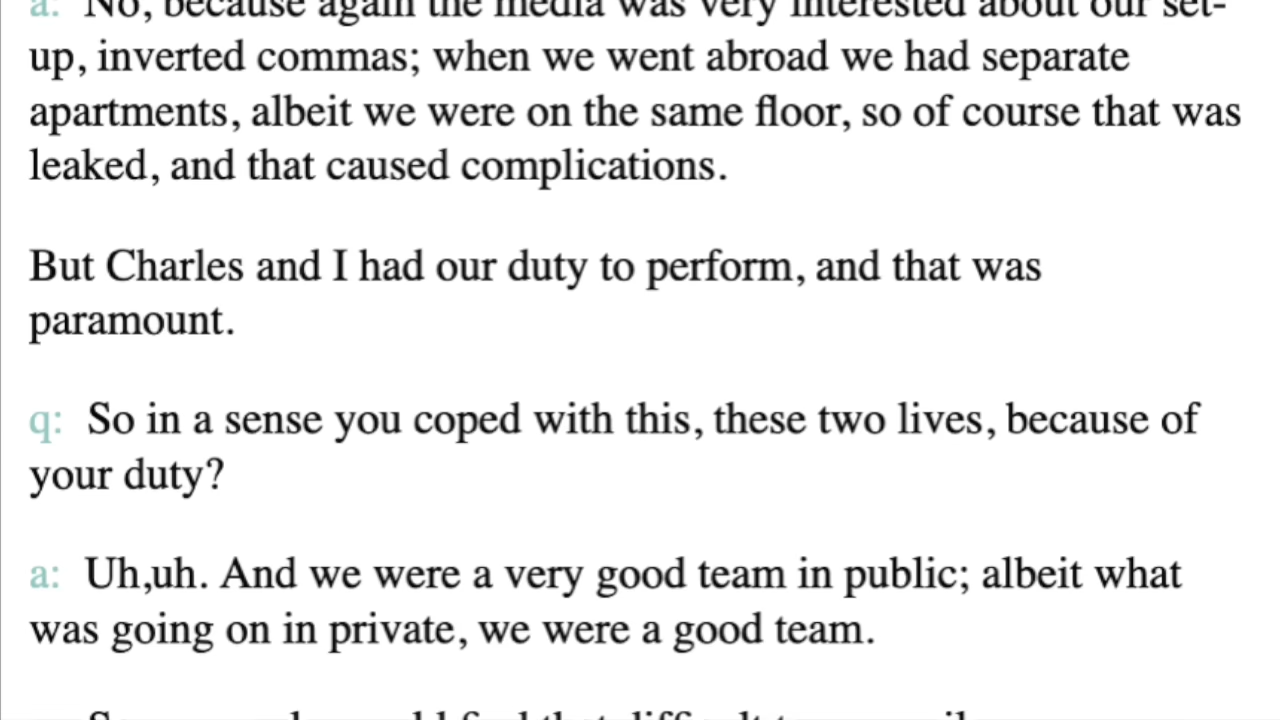 a: No, because again the media was very interested about our set-
up, inverted commas; when we went abroad we had separate
apartments, albeit we were on the same floor, so of course that was
leaked, and that caused complications.
But Charles and I had our duty to perform, and that was
paramount.
q: So in a sense you coped with this, these two lives, because of
your duty?
a: Uh,uh. And we were a very good team in public; albeit what
was going on in private, we were a good team.